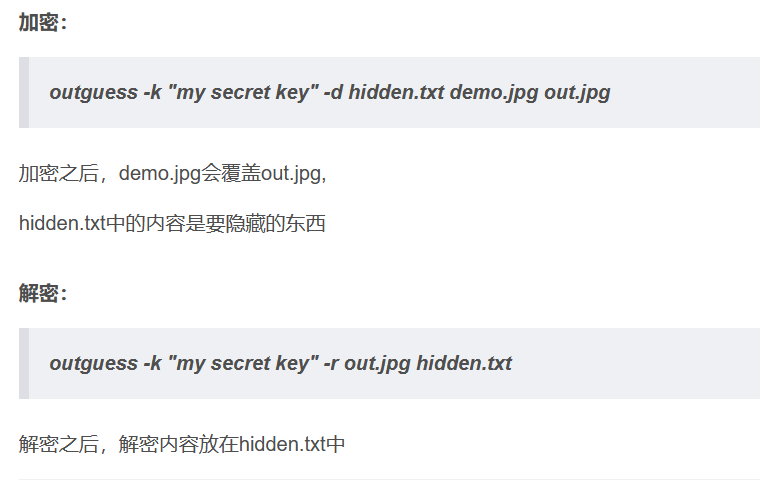 加密：
outguess -k "my secret key" -d hidden.txt demo.jpg out.jpg
加密之后，demo.jpg会覆盖out.jpg,
hidden.txt中的内容是要隐藏的东西
解密：
outguess -k "my secret key" -r out.jpg hidden.txt
解密之后，解密内容放在hidden.txt中